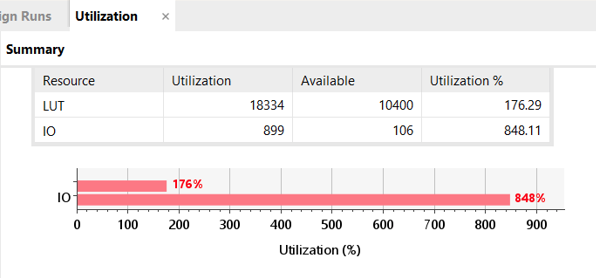 ign Runs Utilization ×
Summary
Resource Utilization Available Utilization %
LUT 18334 10400 176.29
IO 899 106 848.11
176%
IO 848%
0 100 200 300 400 500 600 700 800 900
Utilization (%)